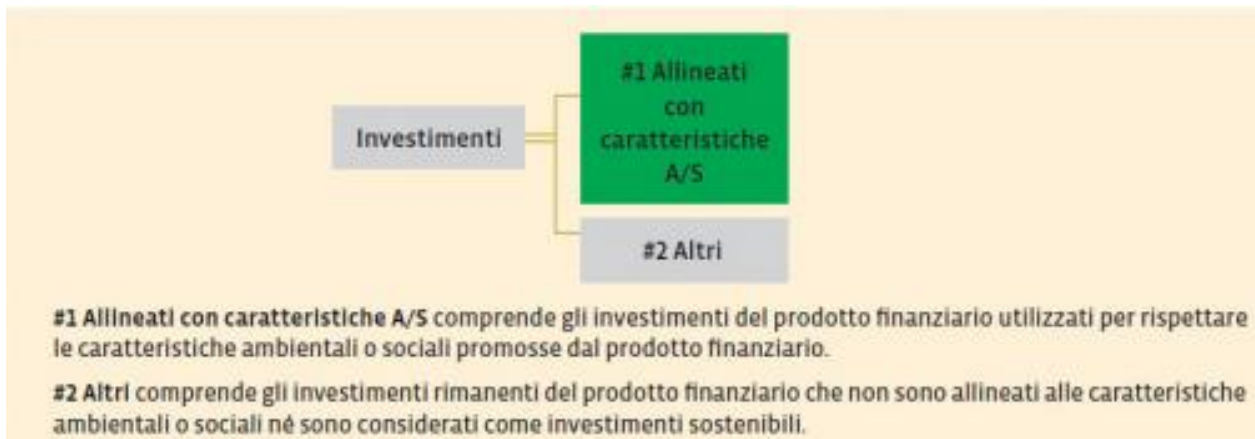 #1 Allineati
con
caratteristiche
A/S
Investimenti
#2 Altri
#1 Allineati con caratteristiche A/S comprende gli investimenti del prodotto finanziario utilizzati per rispettare
le caratteristiche ambientali o sociali promosse dal prodotto finanziario.
#2 Altri comprende gli investimenti rimanenti del prodotto finanziario che non sono allineati alle caratteristiche
ambientali o sociali né sono considerati come investimenti sostenibili.